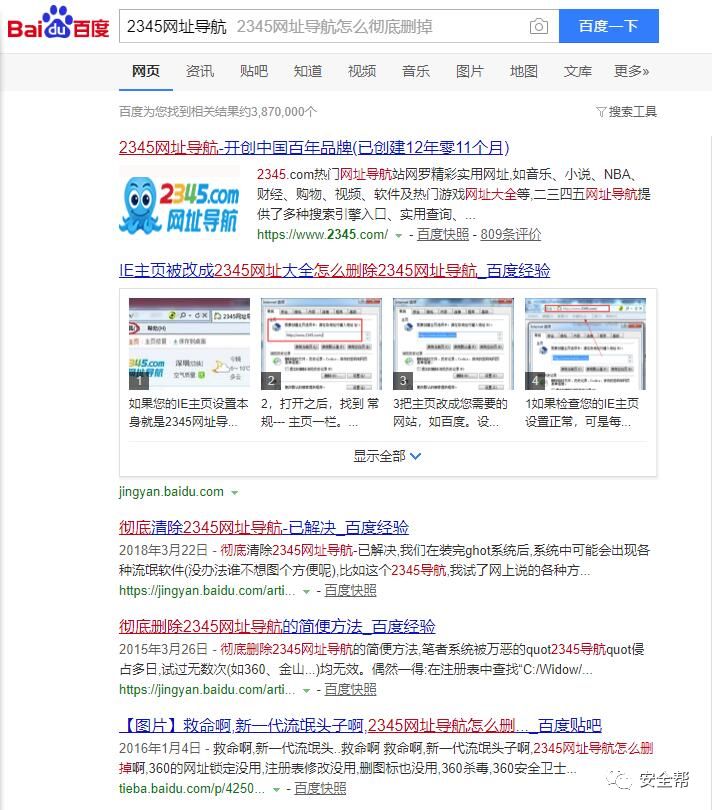 Bai du 百度
2345网址导航 2345网址导航怎么彻底删掉
百度一下
网页 资讯 贴吧 知道 视频 音乐 图片 地图 文库 更多»
百度为您找到相关结果约3,870,000个 搜索工具
2345网址导航-开创中国百年品牌(已创建12年零11个月)
2345.com
网址导航
2345.com热门网址导航站网罗精彩实用网址,如音乐、小说、NBA、
财经、购物、视频、软件及热门游戏网址大全等,二三四五网址导航提
供了多种搜索引擎入口、实用查询、...
https://www.2345.com/ - 百度快照 - 809条评价
IE主页被改成2345网址大全怎么删除2345网址导航_百度经验
1 2 3 4
如果您的IE主页设置本
身就是2345网址导...
2，打开之后，找到 常
规--- 主页一栏。...
3把主页改成您需要的
网站，如百度。设...
1如果检查您的IE主页
设置正常，可是每...
显示全部
jingyan.baidu.com
彻底清除2345网址导航-已解决_百度经验
2018年3月22日 - 彻底清除2345网址导航-已解决,我们在装完ghot系统后,系统中可能会出现各
种流氓软件(没办法谁不想图个方便呢),比如这个2345导航,我试了网上说的各种方...
https://jingyan.baidu.com/arti... - 百度快照
彻底删除2345网址导航的简便方法_百度经验
2015年3月26日 - 彻底删除2345网址导航的简便方法,笔者系统被万恶的quot2345导航quot侵
占多日,试过无数次(如360、金山...)均无效。偶然一得:在注册表中查找“C:/Widow/...
https://jingyan.baidu.com/arti... - 百度快照
【图片】救命啊,新一代流氓头子啊,2345网址导航怎么删..._百度贴吧
2016年1月4日 - 救命啊,新一代流氓头..救命啊 救命啊,新一代流氓头子啊,2345网址导航怎么删
掉啊,360的网址锁定没用,注册表修改没用,删图标也没用,360杀毒,360安全卫士...
tieba.baidu.com/p/4250... - 百度快照
安全帮